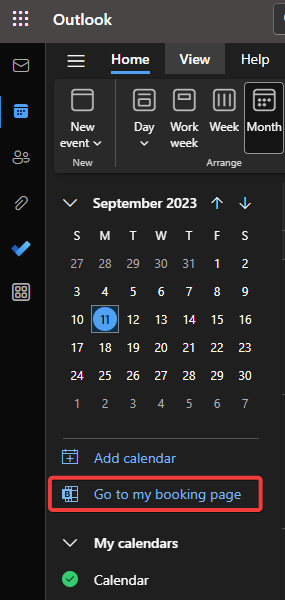 Outlook
Home View Help
New event
Day
Work week
Week
Month
New
Arrange
September 2023
S M T W T F S
27 28 29 30 31 1 2
3 4 5 6 7 8 9
10 11 12 13 14 15 16
17 18 19 20 21 22 23
24 25 26 27 28 29 30
1 2 3 4 5 6 7
Add calendar
B Go to my booking page
My calendars
Calendar